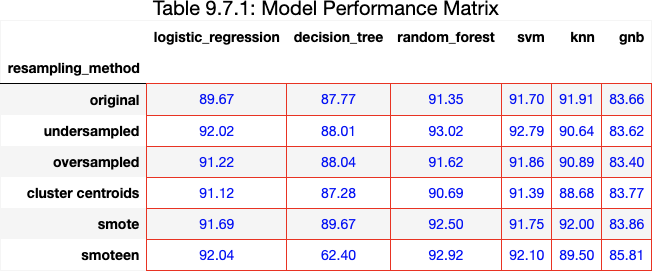 Table 9.7.1: Model Performance Matrix
logistic_regression decision_tree random_forest svm knn gnb
resampling_method
original 89.67 87.77 91.35 91.70 91.91 83.66
undersampled 92.02 88.01 93.02 92.79 90.64 83.62
oversampled 91.22 88.04 91.62 91.86 90.89 83.40
cluster centroids 91.12 87.28 90.69 91.39 88.68 83.77
smote 91.69 89.67 92.50 91.75 92.00 83.86
smoteen 92.04 62.40 92.92 92.10 89.50 85.81